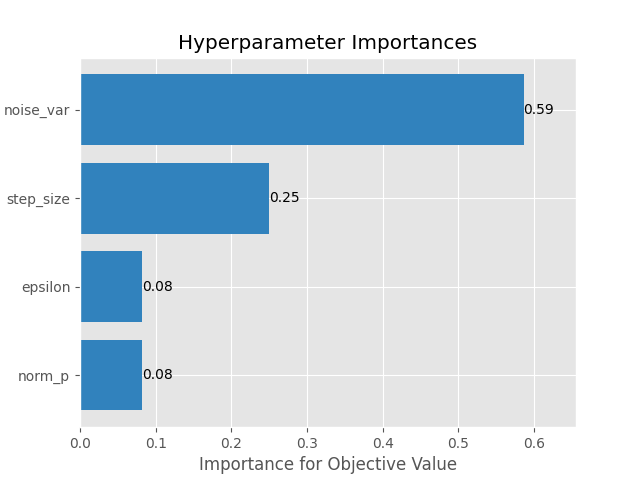 Hyperparameter Importances
noise_var
0.59
step_size
0.25
epsilon
0.08
norm_p
0.08
0.0 0.1 0.2 0.3 0.4 0.5 0.6
Importance for Objective Value